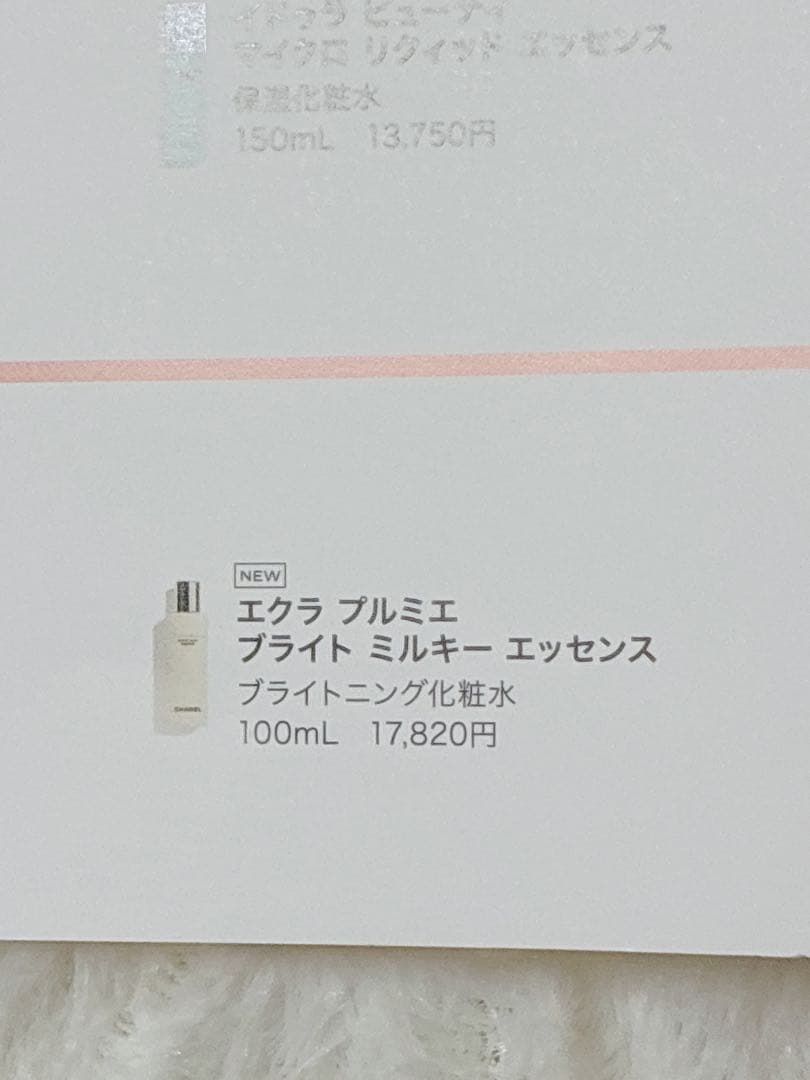 イドゥラ ビューティ
マイクロ リクィッド エッセンス
保湿化粧水
150mL 13,750円
NEW
エクラ プルミエ
ブライト ミルキー エッセンス
ブライトニング化粧水
100mL 17,820円
CHANEL